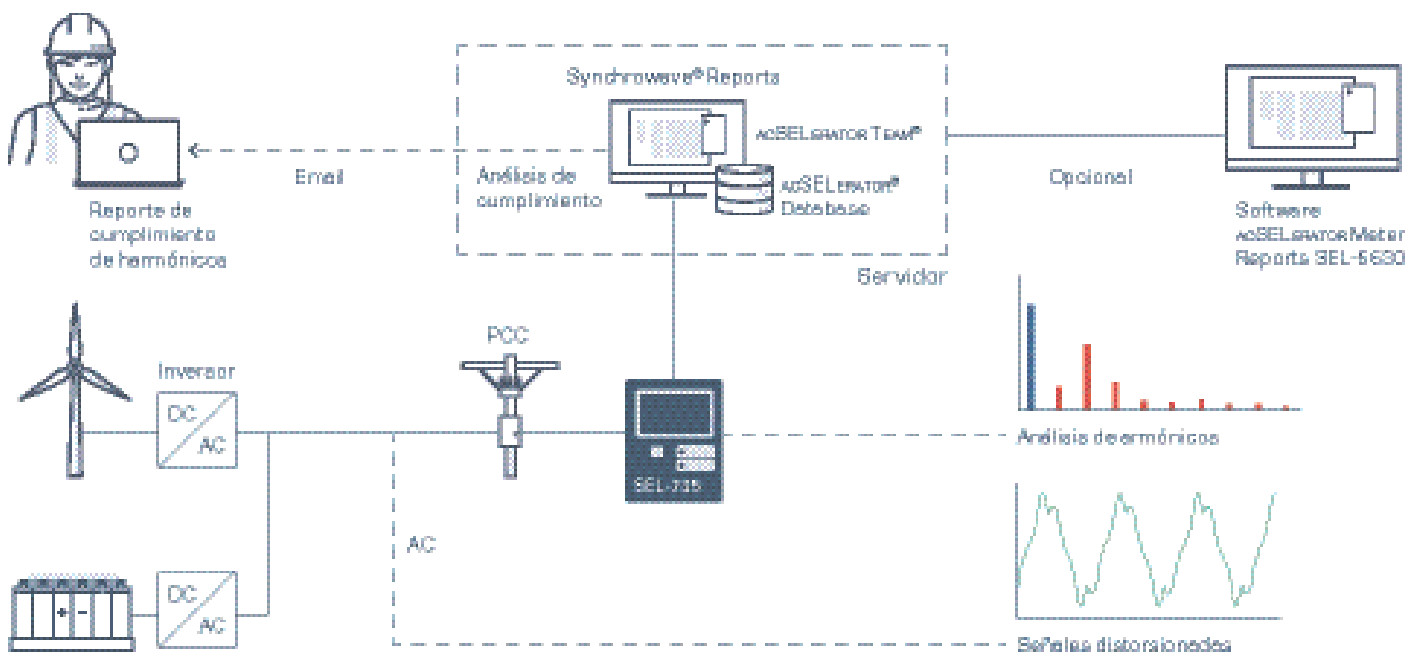 Synchrowave® Reports
acSELerator Team®
acSELerator®
Database
Análisis de
cumplimiento
Email
Opcional
Servidor
Reporte de
cumplimiento
de harmónicos
Software
acSELerator Meter
Reports SEL-5630
PCC
Inversor
DC
AC
SEL-735
Análisis de armónicos
AC
DC
AC
Señales distorsionadas